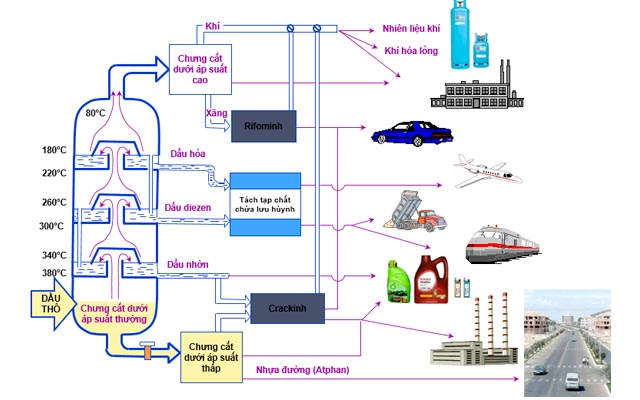 Khí
Nhiên liệu khí
Khí hóa lỏng
Chưng cất
dưới áp suất
cao
80°C
Xăng
Rifominh
180°C
Dầu hỏa
220°C
Tách tạp chất
chứa lưu huỳnh
260°C
Dầu diezen
300°C
340°C
Dầu nhờn
380°C
DẦU
THÔ
Chưng cất dưới
áp suất thường
Crackinh
Chưng cất
dưới áp suất
thấp
Nhựa đường (Atphan)